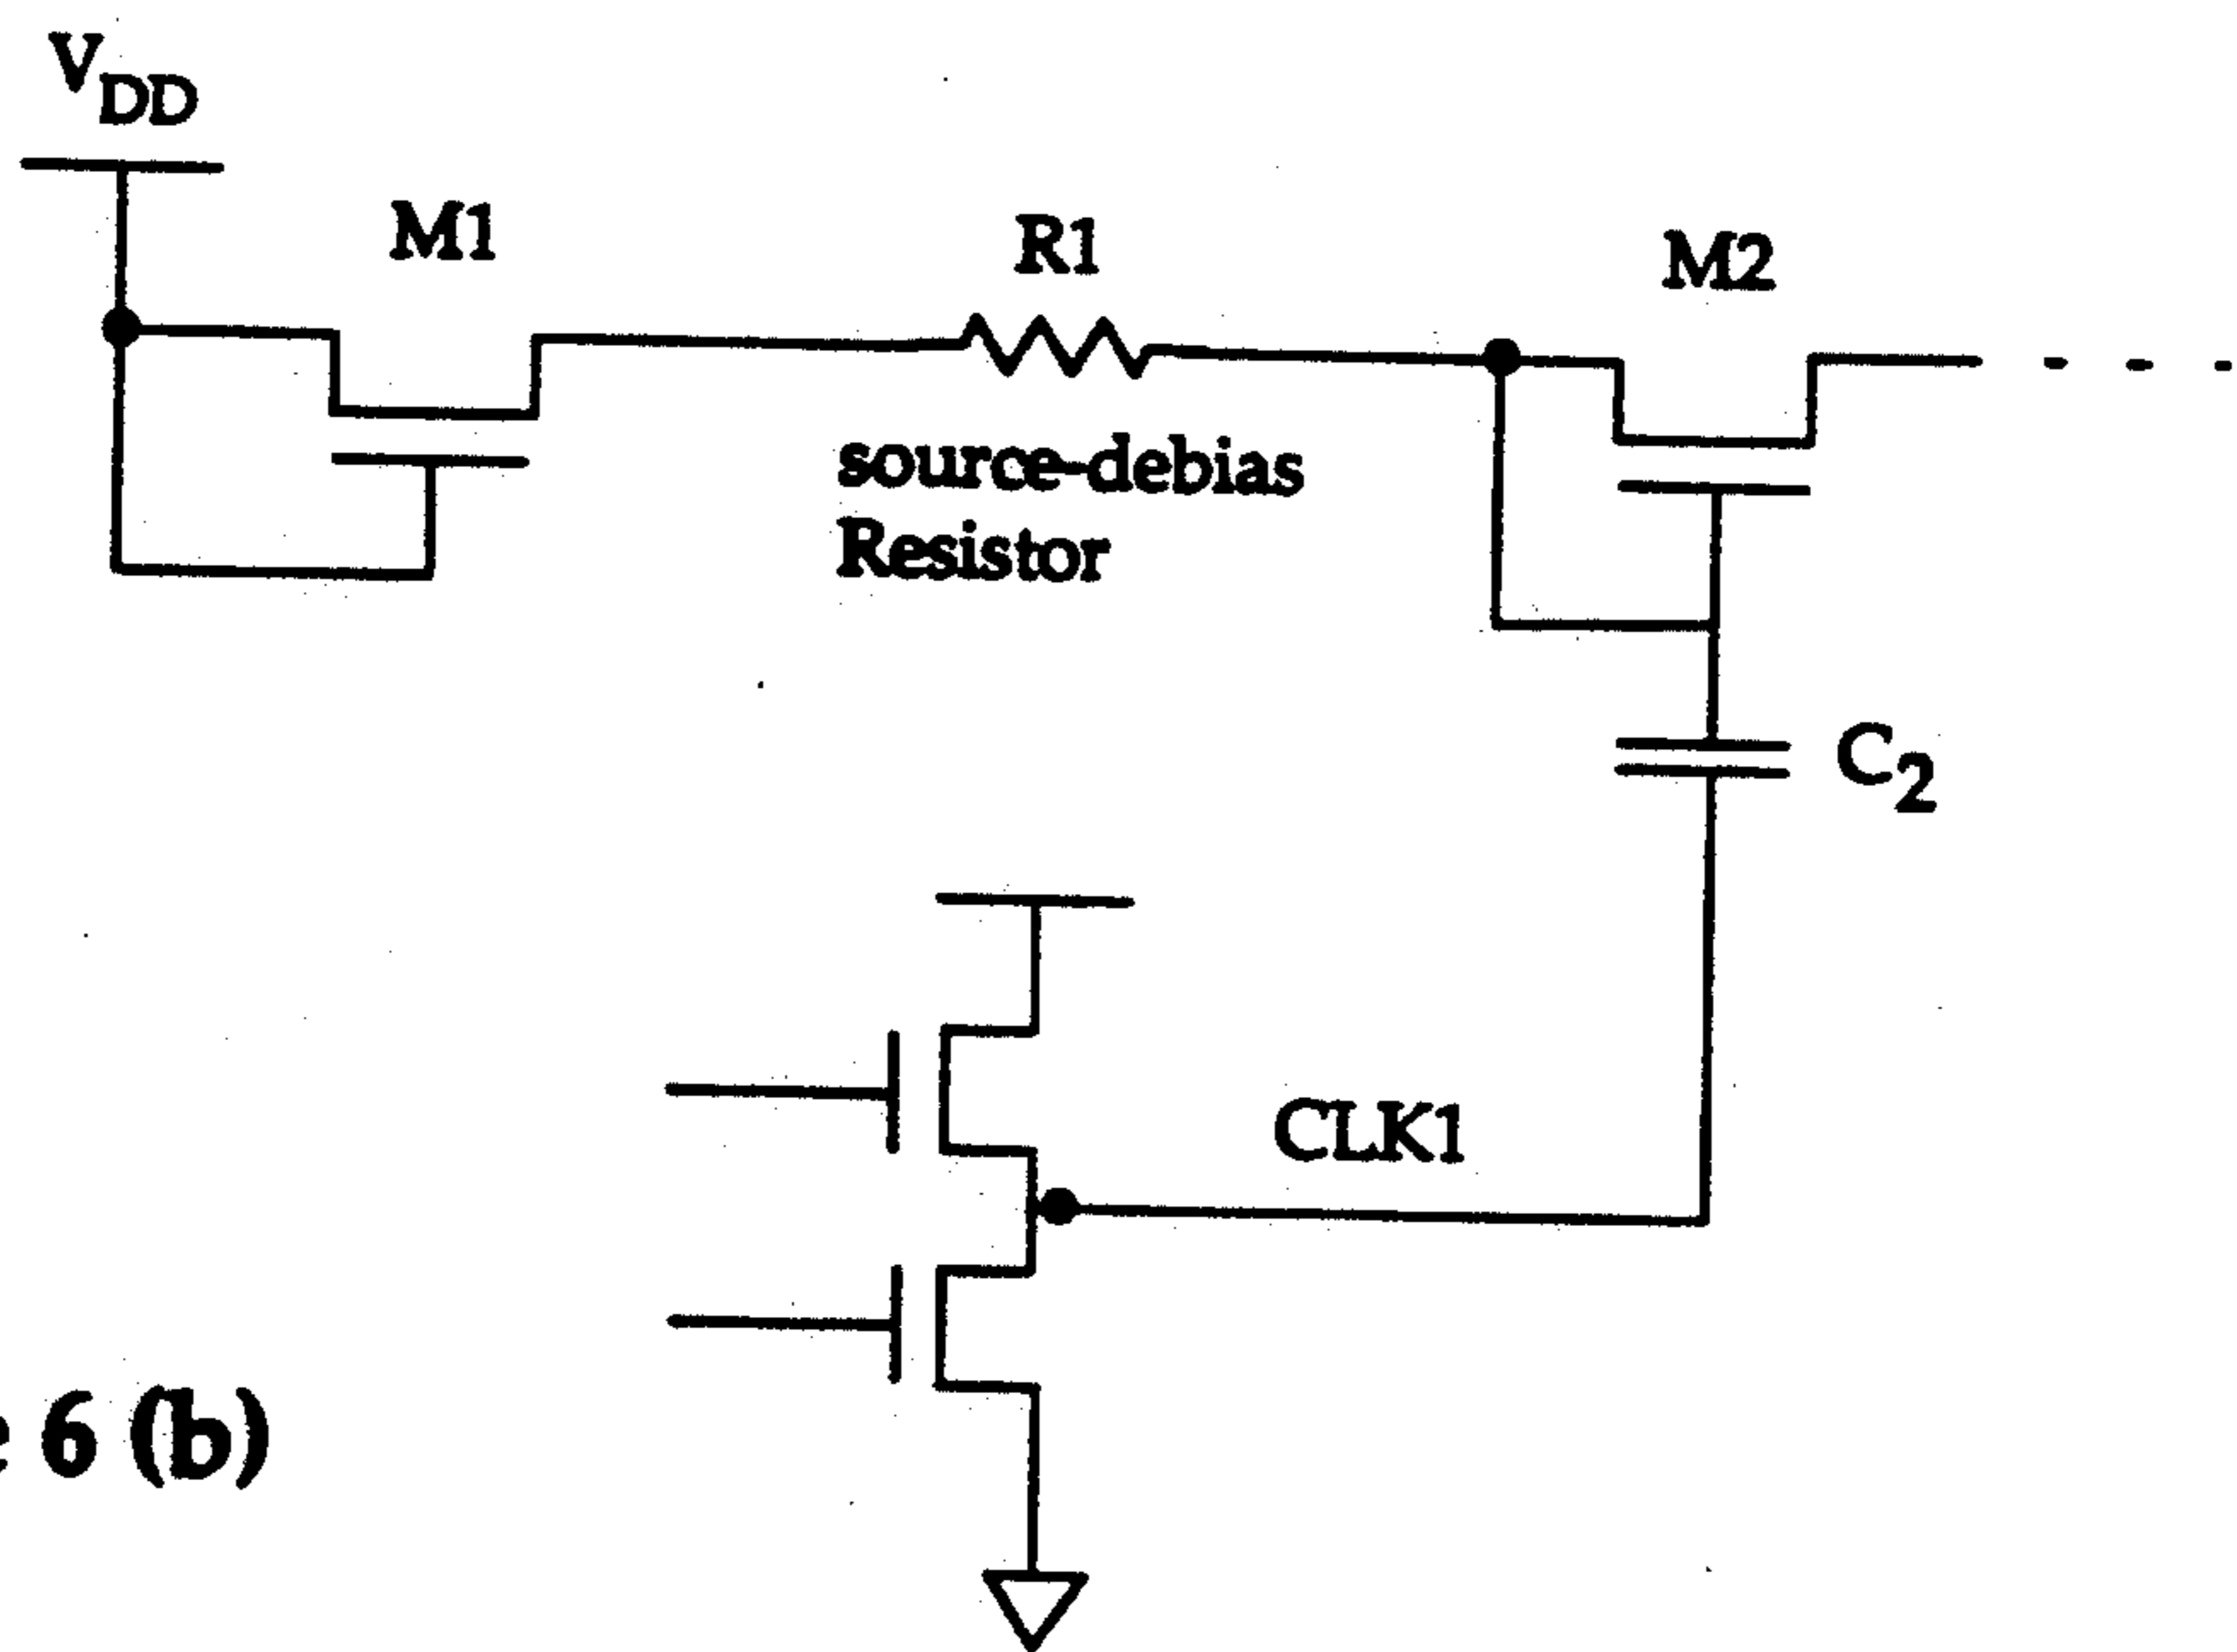 VDD
M1
R1
M2
source-debias
Resistor
C2
CLK1
6 (b)